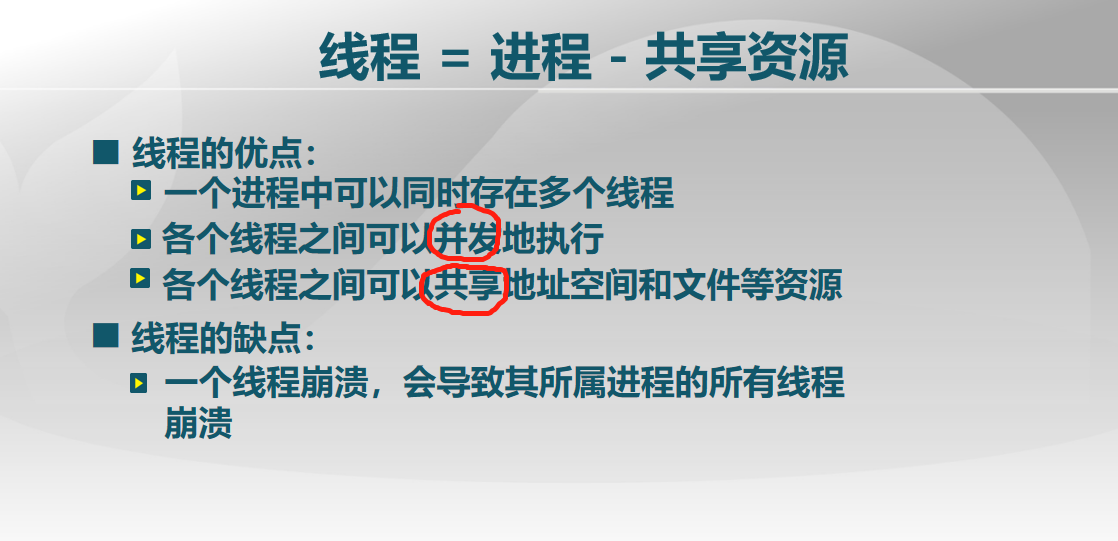 线程 = 进程 - 共享资源
线程的优点：
一个进程中可以同时存在多个线程
各个线程之间可以并发地执行
各个线程之间可以共享地址空间和文件等资源
线程的缺点：
一个线程崩溃，会导致其所属进程的所有线程
崩溃